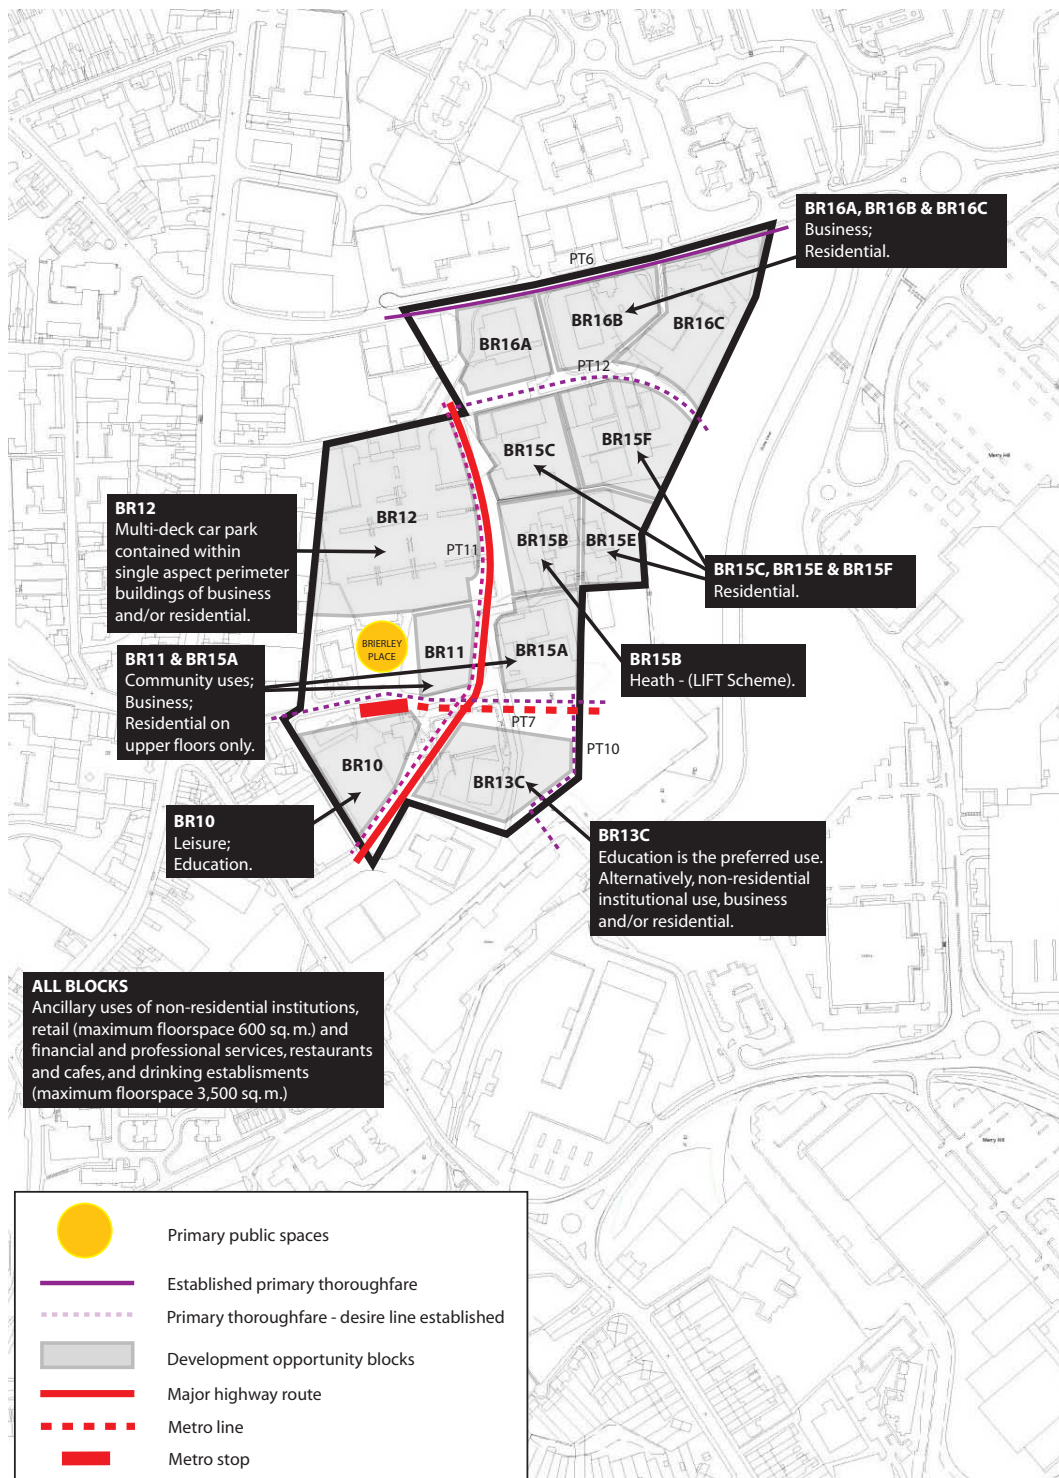 BR16A, BR16B & BR16C
Business;
Residential.
PT6
BR16B
BR16C
BR16A
PT12
BR15C
BR15F
BR12
Multi-deck car park
contained within
single aspect perimeter
buildings of business
and/or residential.
BR12
PT11
BR15B
BR15E
BR15C, BR15E & BR15F
Residential.
BRIERLEY
PLACE
BR11
BR15A
BR11 & BR15A
Community uses;
Business;
Residential on
upper floors only.
BR15B
Heath - (LIFT Scheme).
PT7
PT10
BR10
BR13C
BR10
Leisure;
Education.
BR13C
Education is the preferred use.
Alternatively, non-residential
institutional use, business
and/or residential.
Merry Hill
ALL BLOCKS
Ancillary uses of non-residential institutions,
retail (maximum floorspace 600 sq. m.) and
financial and professional services, restaurants
and cafes, and drinking establisments
(maximum floorspace 3,500 sq. m.)
Merry Hill
Primary public spaces
Established primary thoroughfare
Primary thoroughfare - desire line established
Development opportunity blocks
Major highway route
Metro line
Metro stop